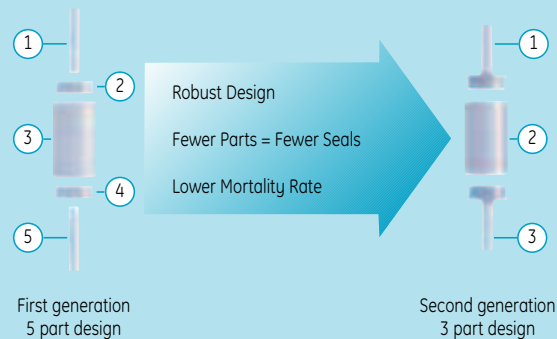 1
2
3
4
5
Robust Design
Fewer Parts = Fewer Seals
Lower Mortality Rate
1
2
3
First generation
5 part design
Second generation
3 part design